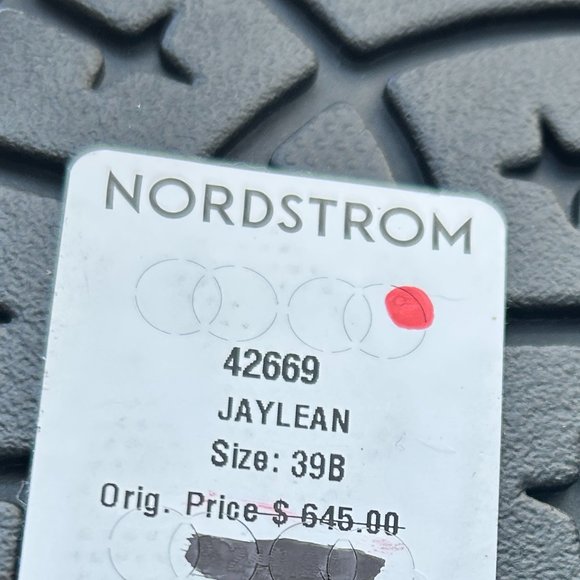 NORDSTROM
42669
JAYLEAN
Size: 39B
Orig. Price $ 645.00